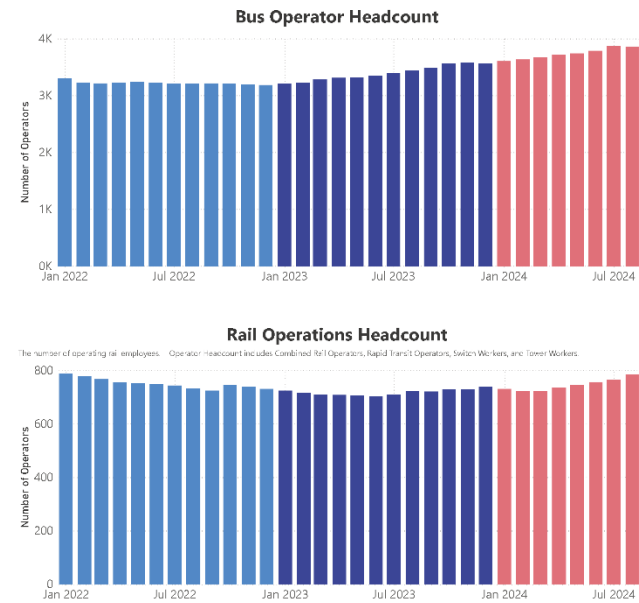 Bus Operator Headcount
4K
3K
2K
1K
0K
Number of Operators
Jan 2022 Jul 2022 Jan 2023 Jul 2023 Jan 2024 Jul 2024
Rail Operations Headcount
The number of operating rail employees. Operator Headcount includes Combined Rail Operators, Rapid Transit Operators, Switch Workers, and Tower Workers.
800
600
400
200
0
Number of Operators
Jan 2022 Jul 2022 Jan 2023 Jul 2023 Jan 2024 Jul 2024